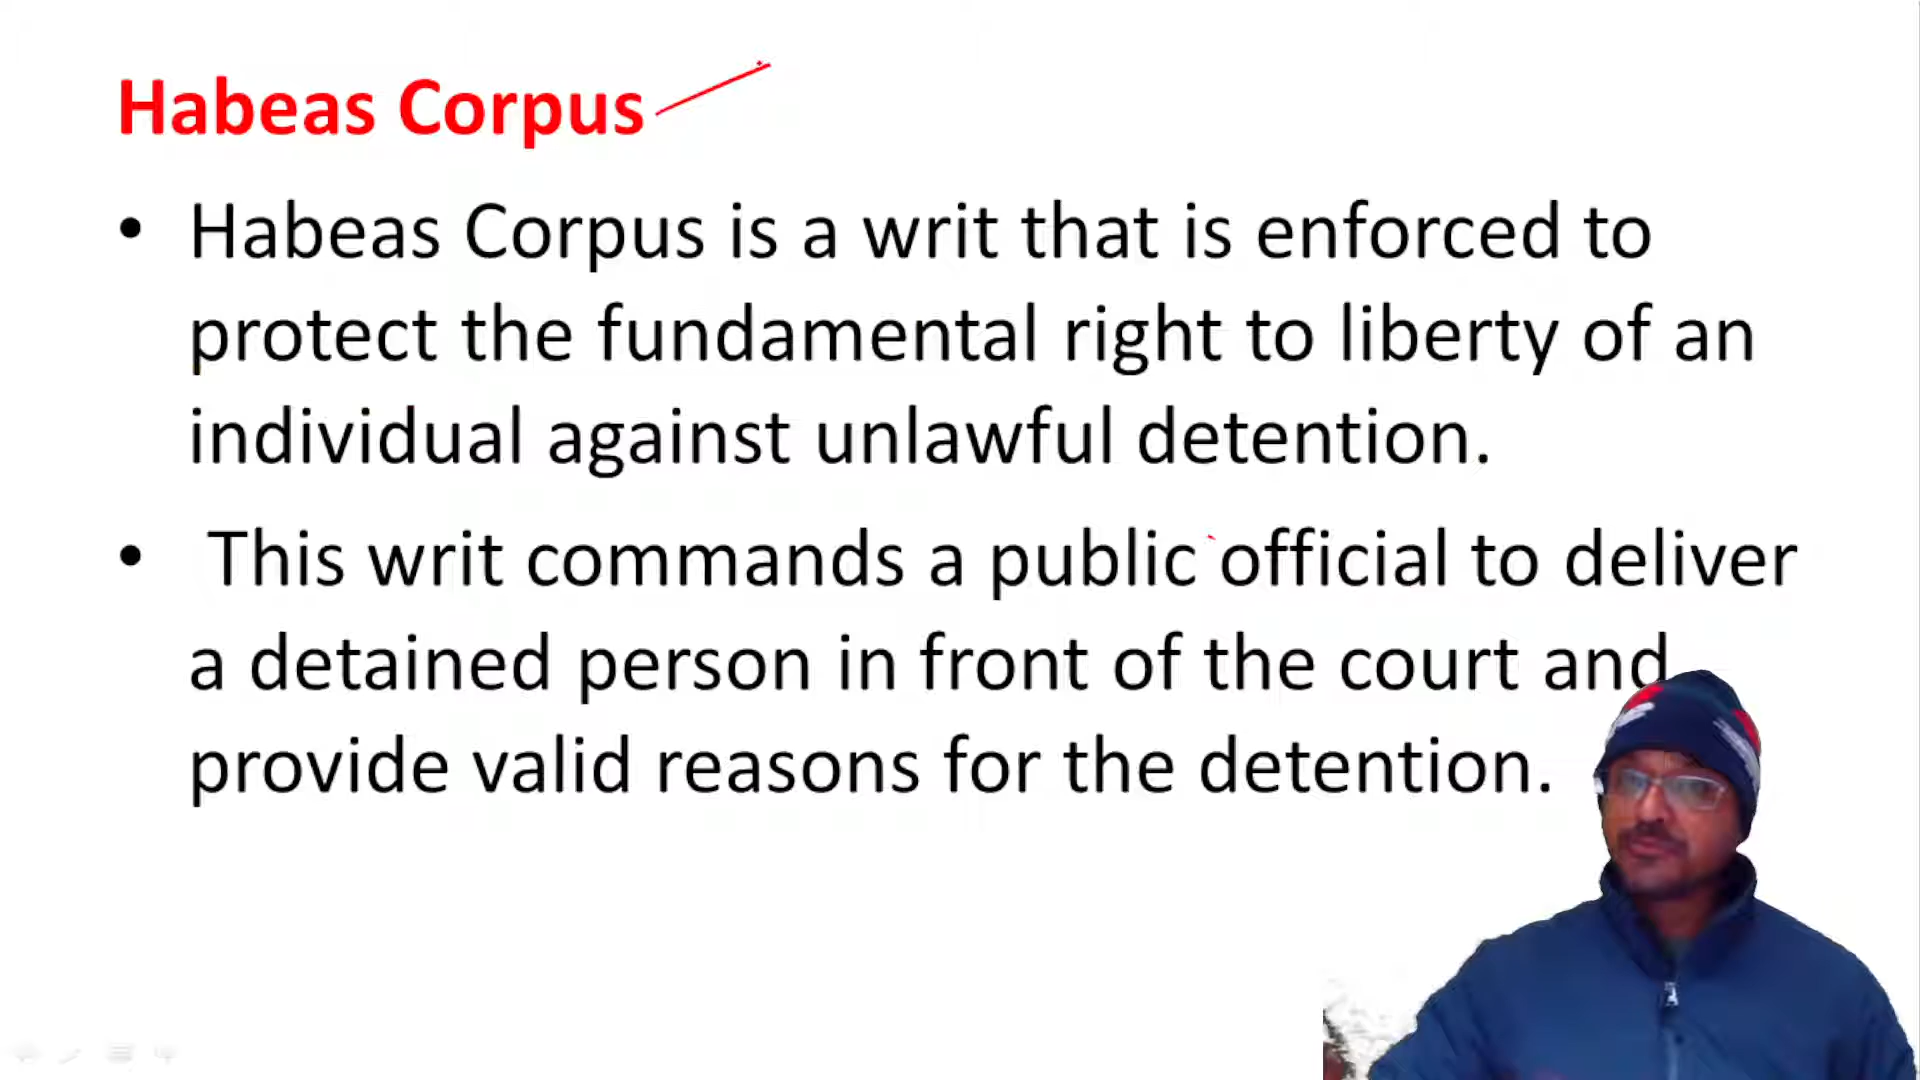 Habeas Corpus
• Habeas Corpus is a writ that is enforced to
protect the fundamental right to liberty of an
individual against unlawful detention.
• This writ commands a public official to deliver
a detained person in front of the court and
provide valid reasons for the detention.